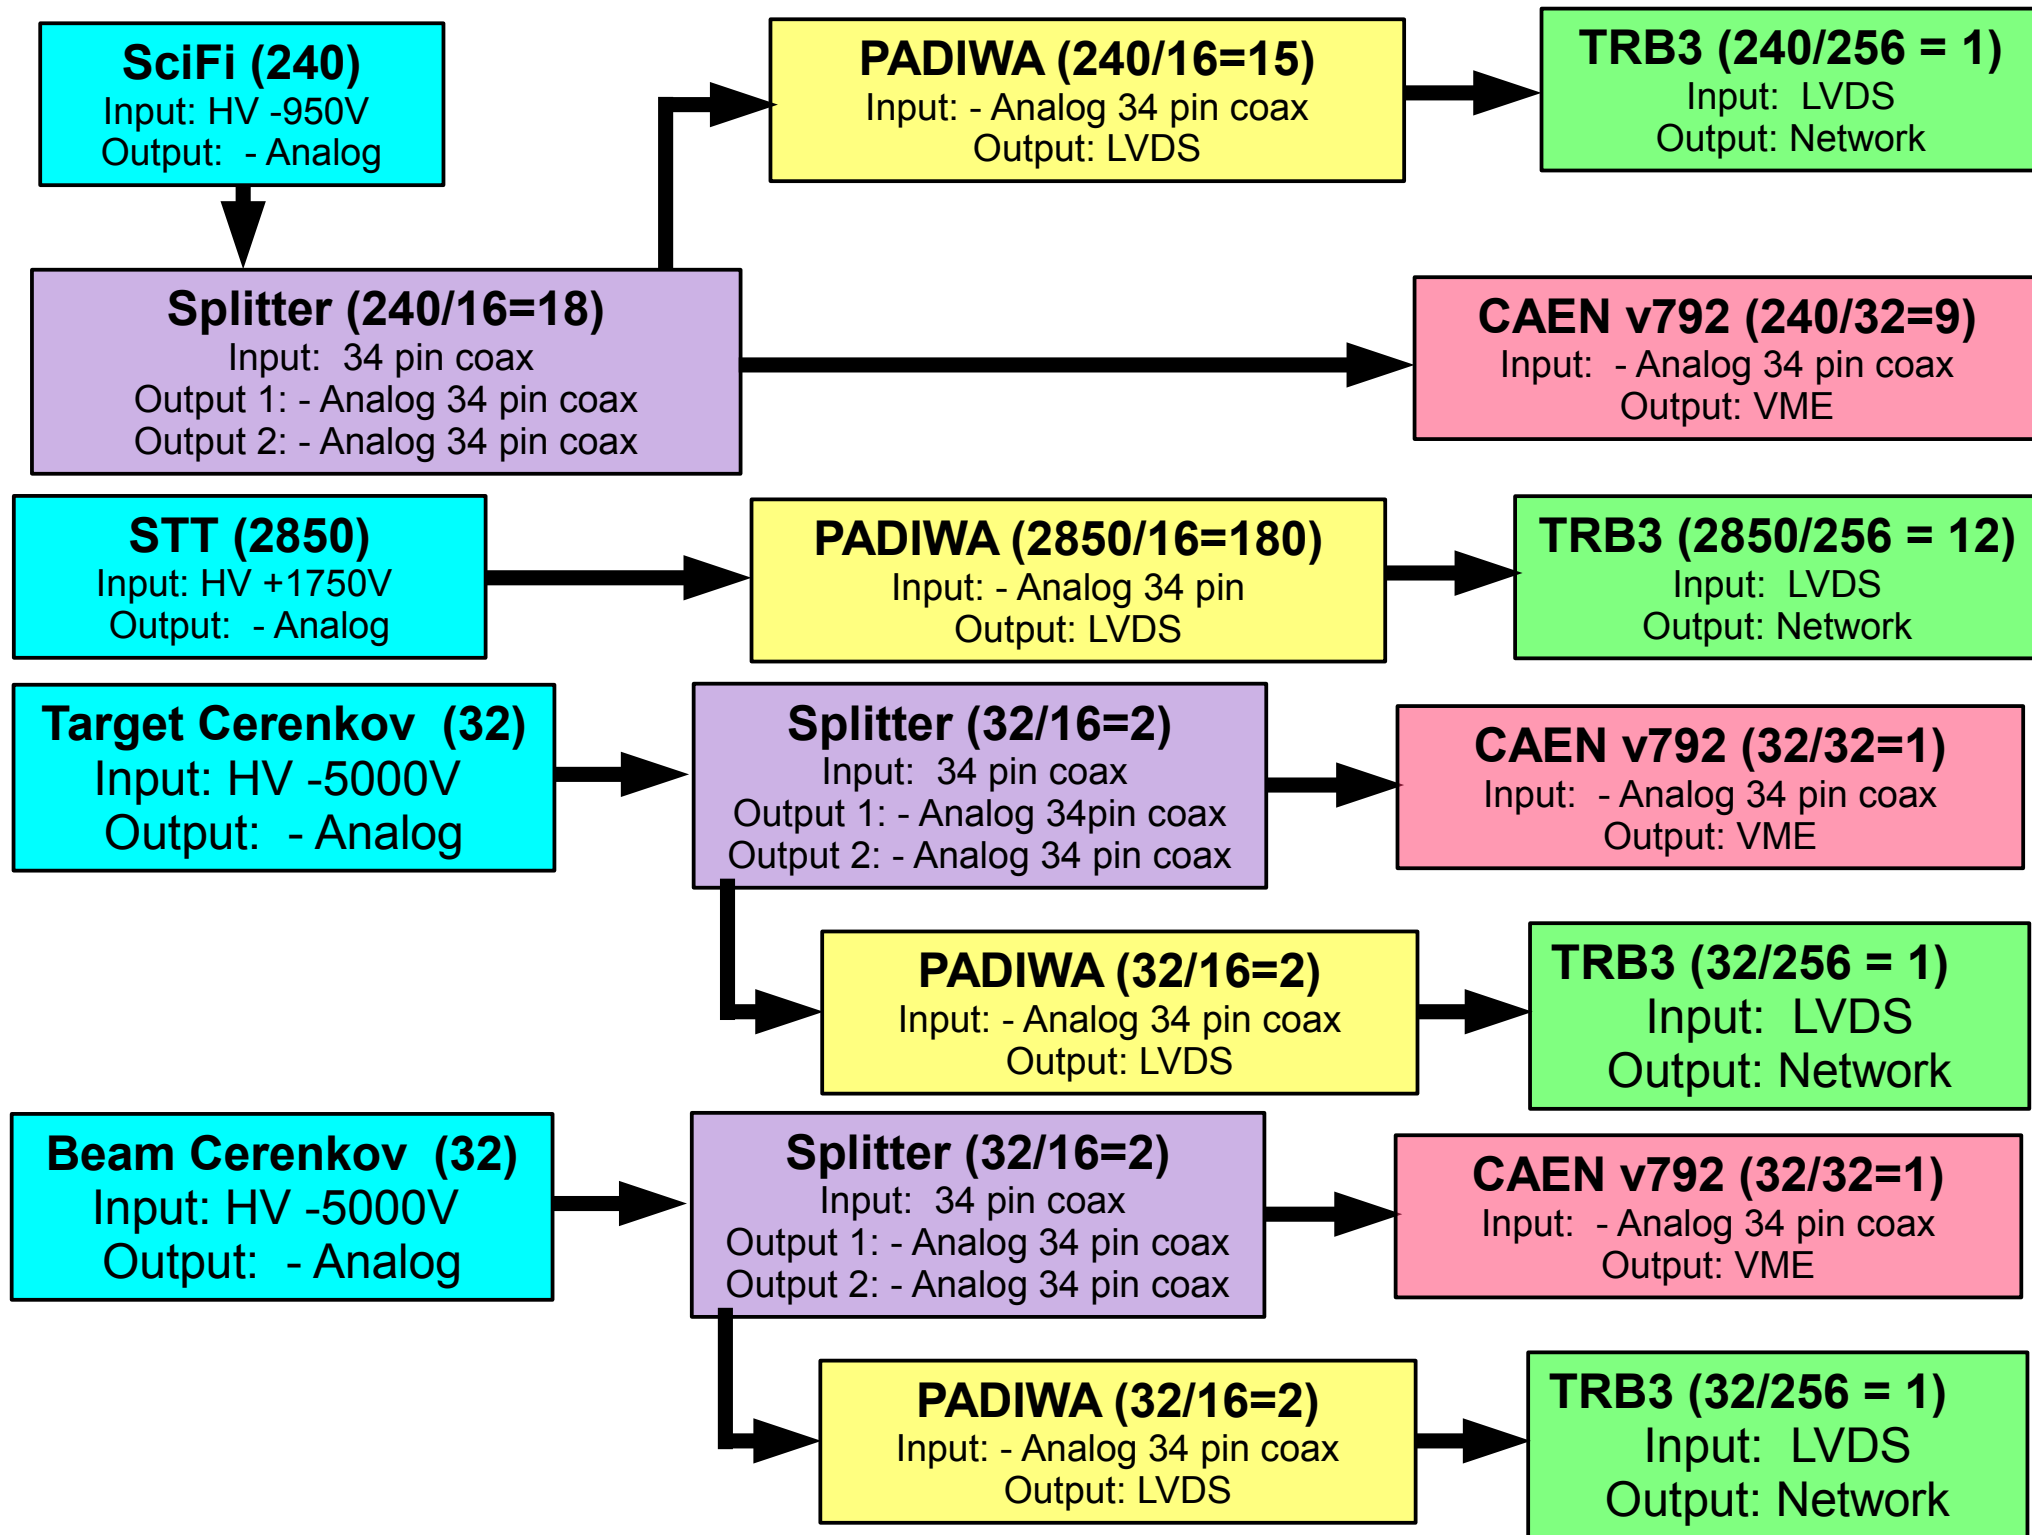 SciFi (240)
Input: HV -950V
Output:  - Analog
PADIWA (240/16=15)
Input: - Analog 34 pin coax
Output: LVDS
TRB3 (240/256 = 1)
Input:  LVDS
Output: Network
Splitter (240/16=18)
Input:  34 pin coax
Output 1: - Analog 34 pin coax
Output 2: - Analog 34 pin coax
CAEN v792 (240/32=9)
Input:  - Analog 34 pin coax
Output: VME
STT (2850)
Input: HV +1750V
Output:  - Analog
PADIWA (2850/16=180)
Input: - Analog 34 pin
Output: LVDS
TRB3 (2850/256 = 12)
Input:  LVDS
Output: Network
Target Cerenkov  (32)
Input: HV -5000V
Output:  - Analog
Splitter (32/16=2)
Input:  34 pin coax
Output 1: - Analog 34pin coax
Output 2: - Analog 34 pin coax
CAEN v792 (32/32=1)
Input:  - Analog 34 pin coax
Output: VME
PADIWA (32/16=2)
Input: - Analog 34 pin coax
Output: LVDS
TRB3 (32/256 = 1)
Input:  LVDS
Output: Network
Beam Cerenkov  (32)
Input: HV -5000V
Output:  - Analog
Splitter (32/16=2)
Input:  34 pin coax
Output 1: - Analog 34 pin coax
Output 2: - Analog 34 pin coax
CAEN v792 (32/32=1)
Input:  - Analog 34 pin coax
Output: VME
PADIWA (32/16=2)
Input: - Analog 34 pin coax
Output: LVDS
TRB3 (32/256 = 1)
Input:  LVDS
Output: Network